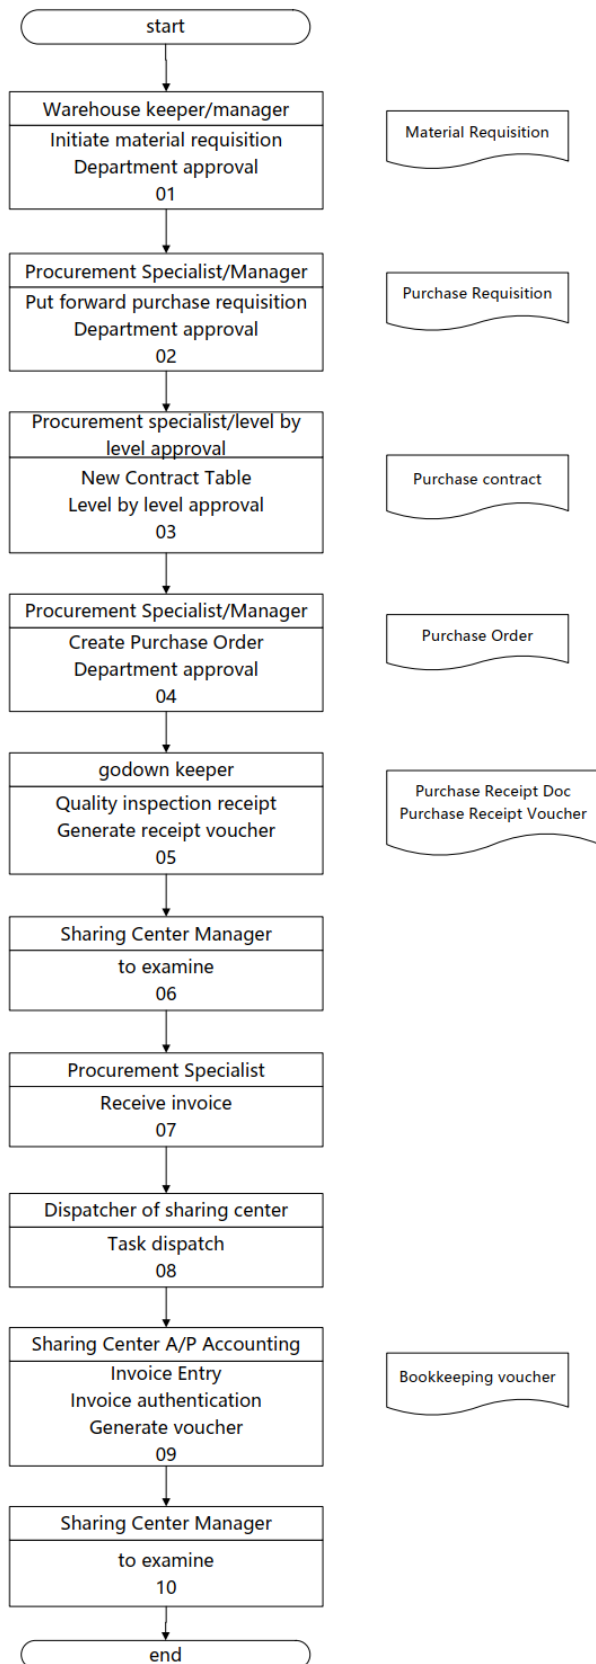 start
Warehouse keeper/manager
Initiate material requisition
Department approval
01
Material Requisition
Procurement Specialist/Manager
Put forward purchase requisition
Department approval
02
Purchase Requisition
Procurement specialist/level by
level approval
New Contract Table
Level by level approval
03
Purchase contract
Procurement Specialist/Manager
Create Purchase Order
Department approval
04
Purchase Order
godown keeper
Quality inspection receipt
Generate receipt voucher
05
Purchase Receipt Doc
Purchase Receipt Voucher
Sharing Center Manager
to examine
06
Procurement Specialist
Receive invoice
07
Dispatcher of sharing center
Task dispatch
08
Sharing Center A/P Accounting
Invoice Entry
Invoice authentication
Generate voucher
09
Bookkeeping voucher
Sharing Center Manager
to examine
10
end